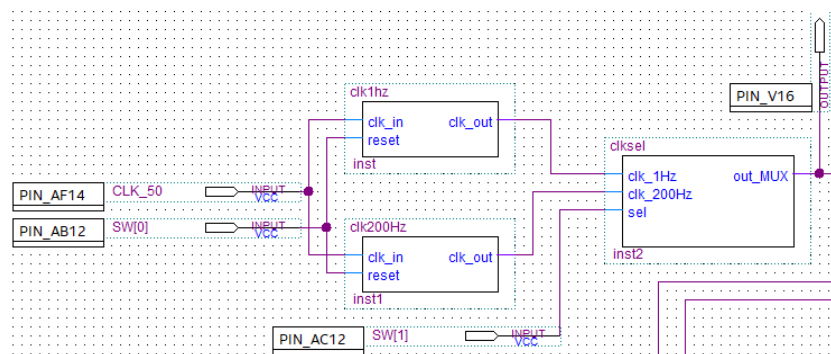 PIN_V16
OUTPUT
clk1hz
clk_in
clk_out
reset
inst
clksel
clk_1Hz
out_MUX
clk_200Hz
sel
inst2
PIN_AF14
CLK_50
INPUT
VCC
PIN_AB12
SW[0]
INPUT
VCC
clk200Hz
clk_in
clk_out
reset
inst1
PIN_AC12
SW[1]
INPUT
VCC